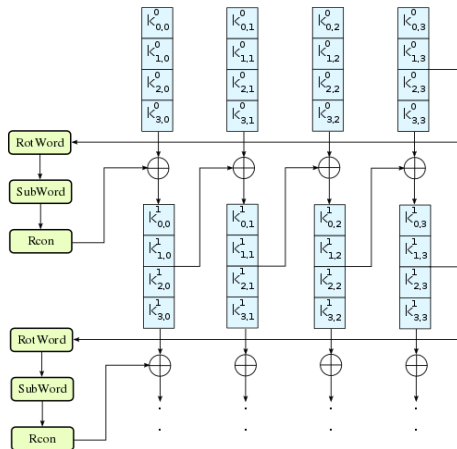 k⁰₀,₀ k⁰₀,₁ k⁰₀,₂ k⁰₀,₃
k⁰₁,₀ k⁰₁,₁ k⁰₁,₂ k⁰₁,₃
k⁰₂,₀ k⁰₂,₁ k⁰₂,₂ k⁰₂,₃
k⁰₃,₀ k⁰₃,₁ k⁰₃,₂ k⁰₃,₃
RotWord
SubWord
Rcon
k¹₀,₀ k¹₀,₁ k¹₀,₂ k¹₀,₃
k¹₁,₀ k¹₁,₁ k¹₁,₂ k¹₁,₃
k¹₂,₀ k¹₂,₁ k¹₂,₂ k¹₂,₃
k¹₃,₀ k¹₃,₁ k¹₃,₂ k¹₃,₃
RotWord
SubWord
Rcon